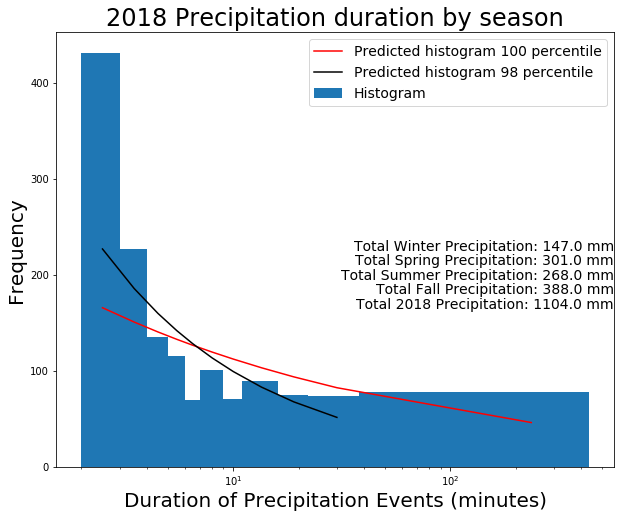 2018 Precipitation duration by season
Predicted histogram 100 percentile
Predicted histogram 98 percentile
Histogram
400
300
200
100
0
Frequency
Total Winter Precipitation: 147.0 mm
Total Spring Precipitation: 301.0 mm
Total Summer Precipitation: 268.0 mm
Total Fall Precipitation: 388.0 mm
Total 2018 Precipitation: 1104.0 mm
10¹ 10²
Duration of Precipitation Events (minutes)